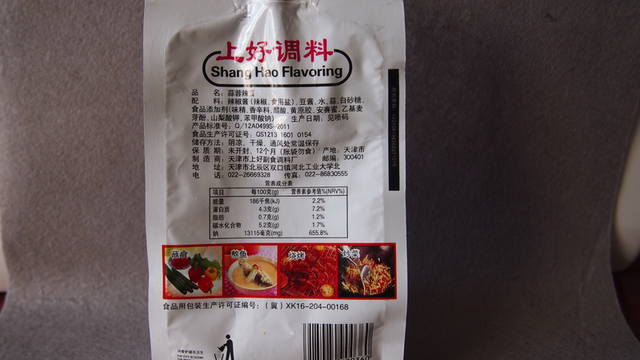 上好调料
Shang Hao Flavoring
品 名：蒜蓉辣酱
配 料：辣椒酱(辣椒,食用盐),豆酱,水,蒜,白砂糖,
食品添加剂(味精,香辛料,醋酸,黄原胶,安赛蜜,乙基麦
芽酚,山梨酸钾,苯甲酸钠) 生产日期：见喷码
产品标准号：Q/12A0499S-2011
食品生产许可证号：QS1213 1601 0154
储存方法：阴凉、干燥、通风处常温保存
保 质 期：未开封,12个月(胀袋勿食) 产地：天津市
制 造 商：天津市上好副食调料厂 邮编：300401
地 址：天津市北辰区双口镇河北工业大学北
电 话：022-26669328 传真：022-86830555
营养成分表
项目 每100克(g) 营养素参考值%(NRV%)
能量 186千焦(kJ) 2.2%
蛋白质 4.3克(g) 7.2%
脂肪 0.7克(g) 1.2%
碳水化合物 5.2克(g) 1.7%
钠 13115毫克(mg) 655.8%
蘸食 炖鱼 烧烤 拌菜
食品用包装生产许可证编号：(冀) XK16-204-00168